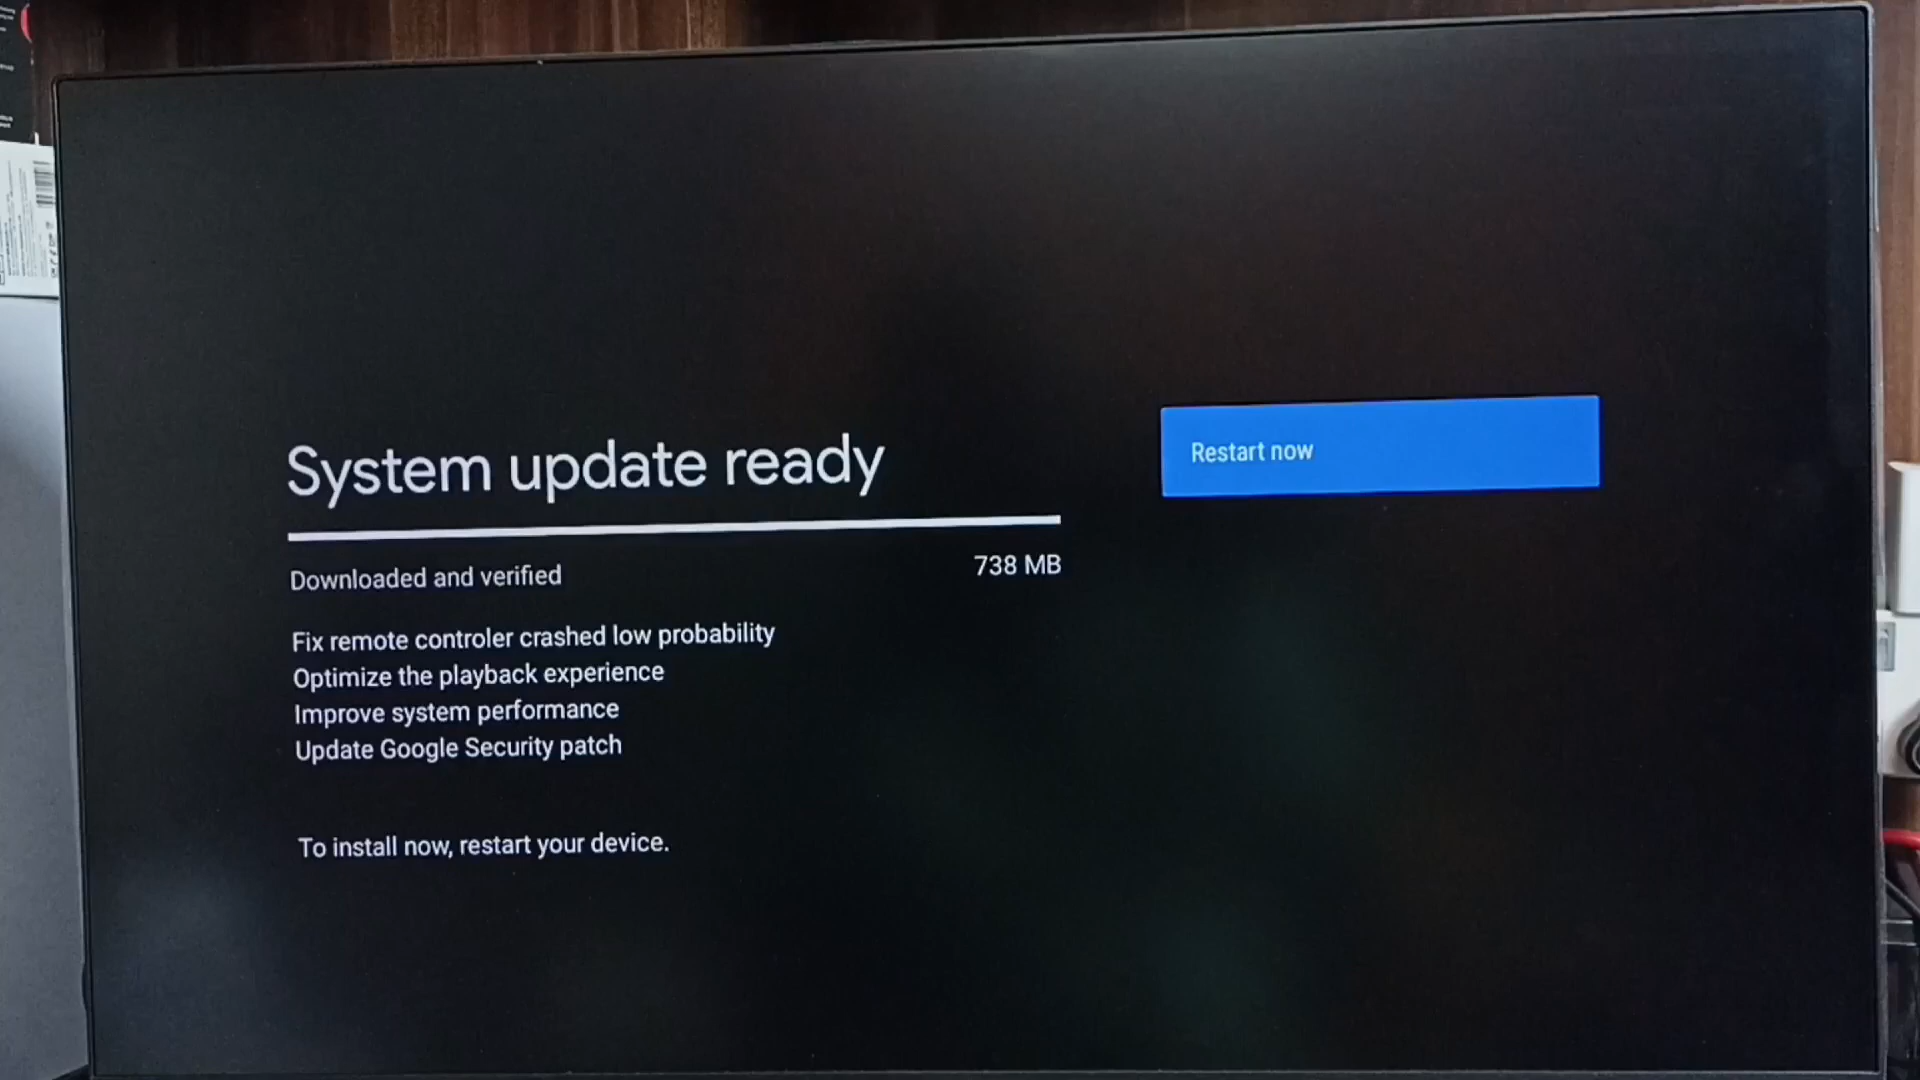 System update ready
Restart now
Downloaded and verified
738 MB
Fix remote controler crashed low probability
Optimize the playback experience
Improve system performance
Update Google Security patch
To install now, restart your device.